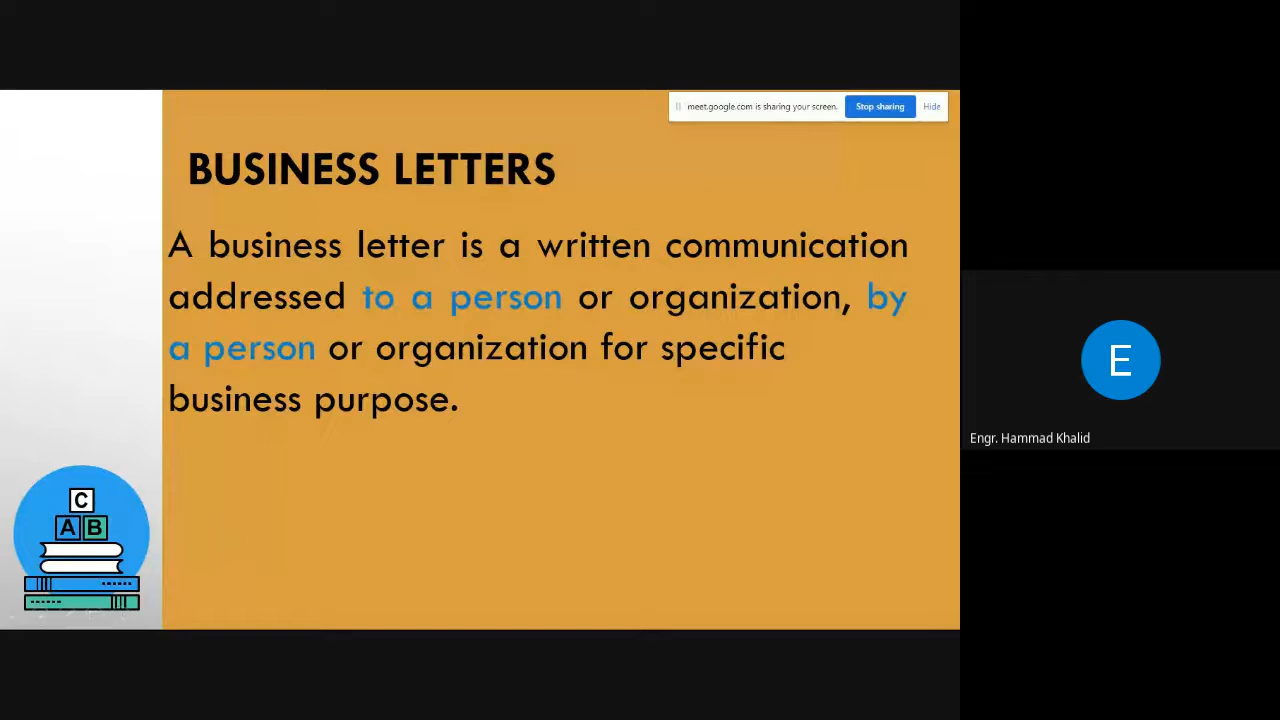 meet.google.com is sharing your screen. Stop sharing Hide
BUSINESS LETTERS
A business letter is a written communication
addressed to a person or organization, by
a person or organization for specific
business purpose.
C
A B
E
Engr. Hammad Khalid